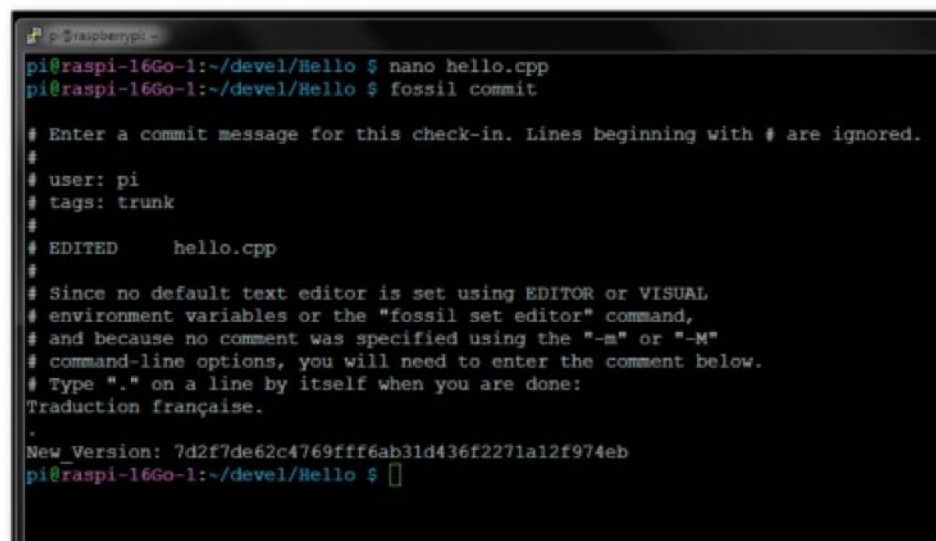 pi@raspberrypi: ~
pi@raspi-16Go-1:~/devel/Hello $ nano hello.cpp
pi@raspi-16Go-1:~/devel/Hello $ fossil commit
# Enter a commit message for this check-in. Lines beginning with # are ignored.
#
# user: pi
# tags: trunk
#
# EDITED     hello.cpp
#
# Since no default text editor is set using EDITOR or VISUAL
# environment variables or the "fossil set editor" command,
# and because no comment was specified using the "-m" or "-M"
# command-line options, you will need to enter the comment below.
# Type "." on a line by itself when you are done:
Traduction française.
.
New_Version: 7d2f7de62c4769fff6ab31d436f2271a12f974eb
pi@raspi-16Go-1:~/devel/Hello $